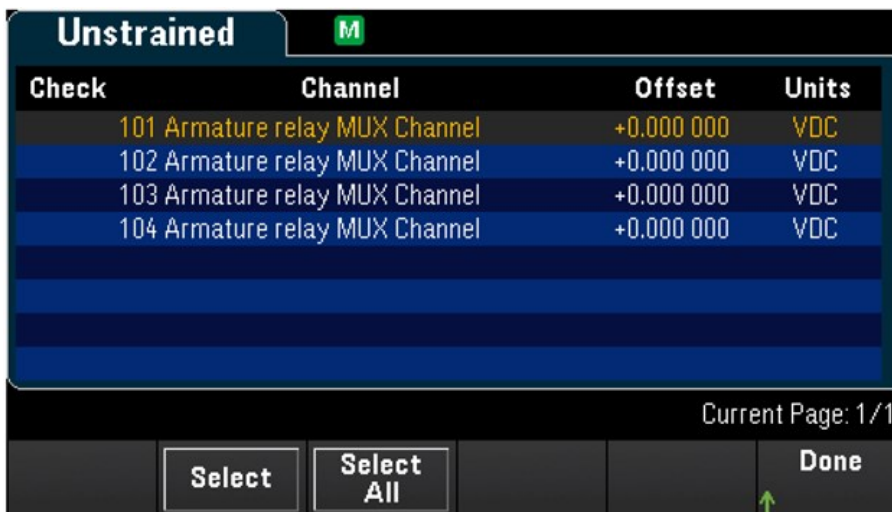 Unstrained M
Check Channel Offset Units
101 Armature relay MUX Channel +0.000 000 VDC
102 Armature relay MUX Channel +0.000 000 VDC
103 Armature relay MUX Channel +0.000 000 VDC
104 Armature relay MUX Channel +0.000 000 VDC
Current Page: 1/1
Select
Select All
Done